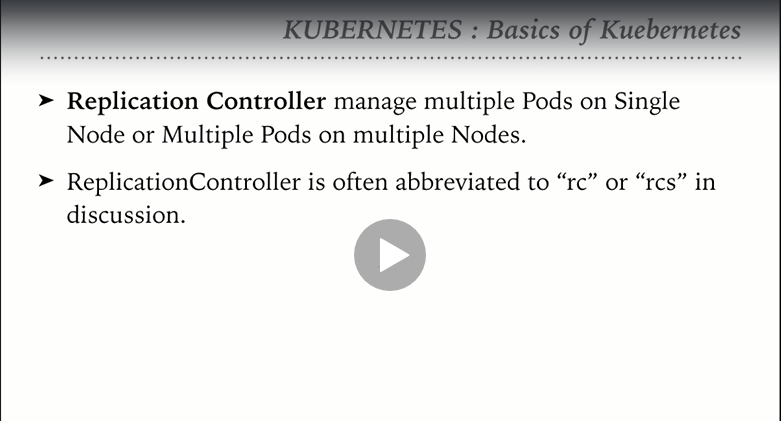 KUBERNETES : Basics of Kuebernetes
➤ Replication Controller manage multiple Pods on Single
Node or Multiple Pods on multiple Nodes.
➤ ReplicationController is often abbreviated to “rc” or “rcs” in
discussion.